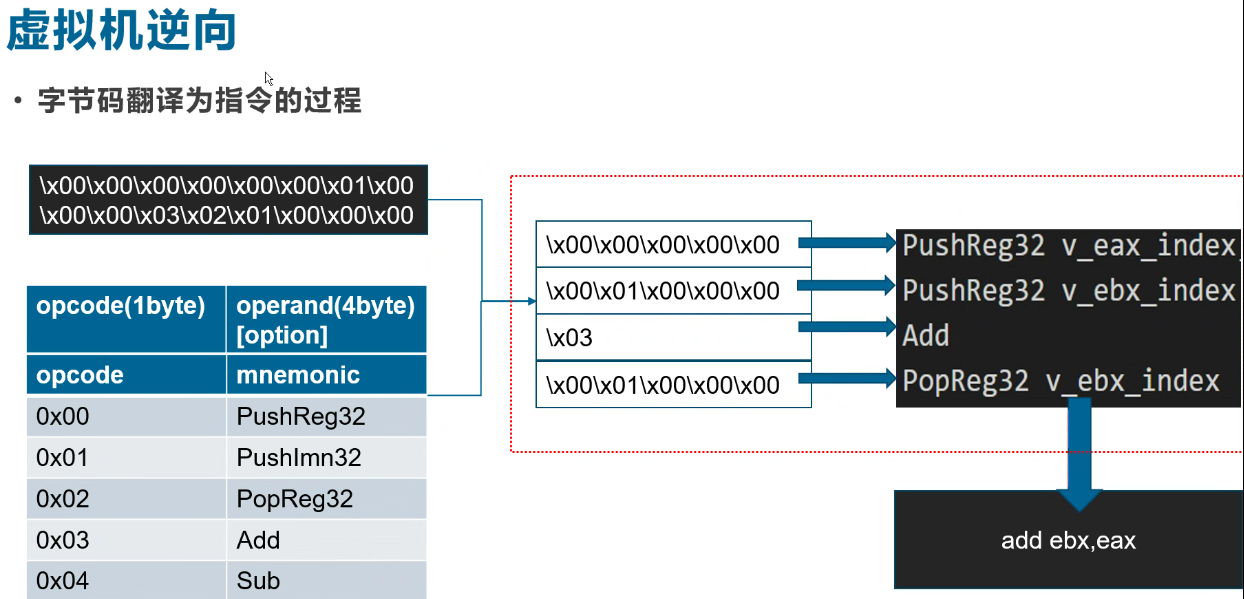 虚拟机逆向
• 字节码翻译为指令的过程
\x00\x00\x00\x00\x00\x00\x01\x00
\x00\x00\x03\x02\x01\x00\x00\x00
opcode(1byte) operand(4byte)
[option]
opcode mnemonic
0x00 PushReg32
0x01 PushImn32
0x02 PopReg32
0x03 Add
0x04 Sub
\x00\x00\x00\x00\x00
\x00\x01\x00\x00\x00
\x03
\x00\x01\x00\x00\x00
PushReg32 v_eax_index,
PushReg32 v_ebx_index
Add
PopReg32 v_ebx_index
add ebx,eax